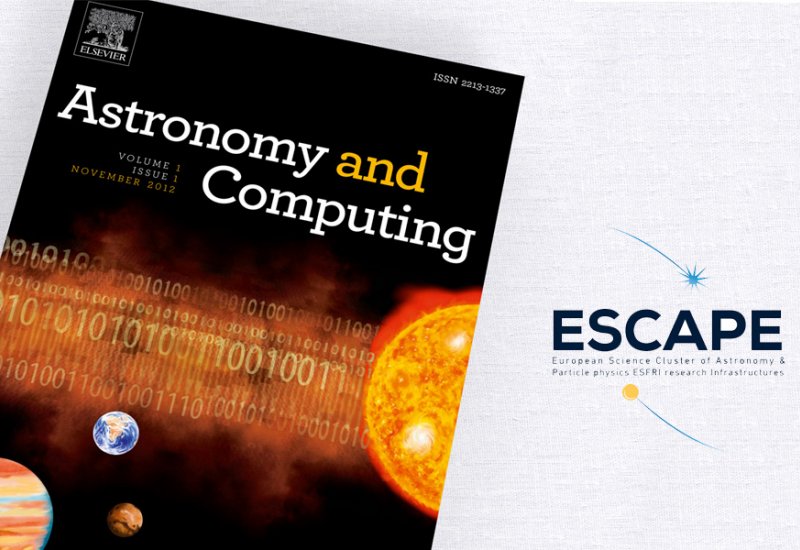 ELSEVIER
ISSN 2213-1337
Astronomy and
Computing
VOLUME 1
ISSUE 1
NOVEMBER 2012
ESCAPE
European Science Cluster of Astronomy &
Particle physics ESFRI research Infrastructures